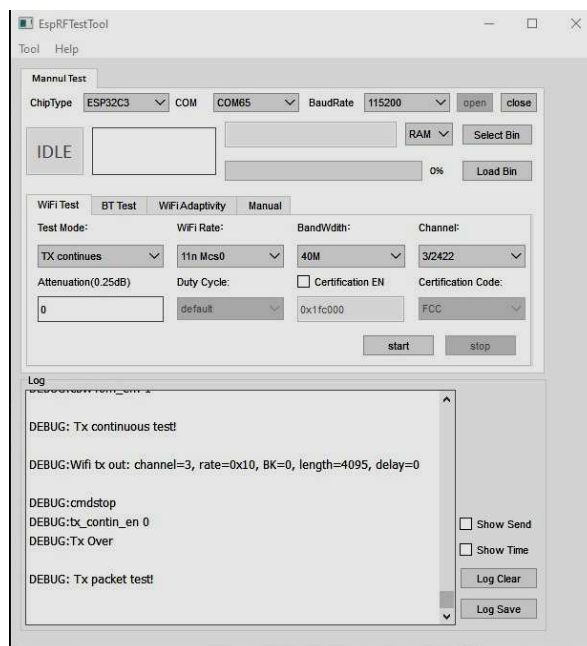 EspRFTestTool
Tool Help
Mannul Test
ChipType ESP32C3 COM COM65 BaudRate 115200 open close
IDLE RAM Select Bin
0% Load Bin
WiFi Test BT Test WiFi Adaptivity Manual
Test Mode: WiFi Rate: BandWdith: Channel:
TX continues 11n Mcs0 40M 3/2422
Attenuation(0.25dB) Duty Cycle: Certification EN Certification Code:
0 default 0x1fc000 FCC
start stop
Log
DEBUG: Tx continuous test!
DEBUG:Wifi tx out: channel=3, rate=0x10, BK=0, length=4095, delay=0
DEBUG:cmdstop
DEBUG:tx_contin_en 0
DEBUG:Tx Over
Show Send
Show Time
DEBUG: Tx packet test!
Log Clear
Log Save